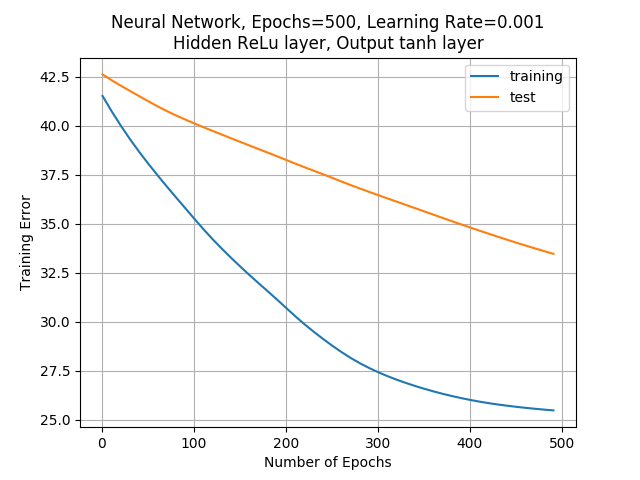 Neural Network, Epochs=500, Learning Rate=0.001
Hidden ReLu layer, Output tanh layer
training
test
Training Error
42.5
40.0
37.5
35.0
32.5
30.0
27.5
25.0
0 100 200 300 400 500
Number of Epochs